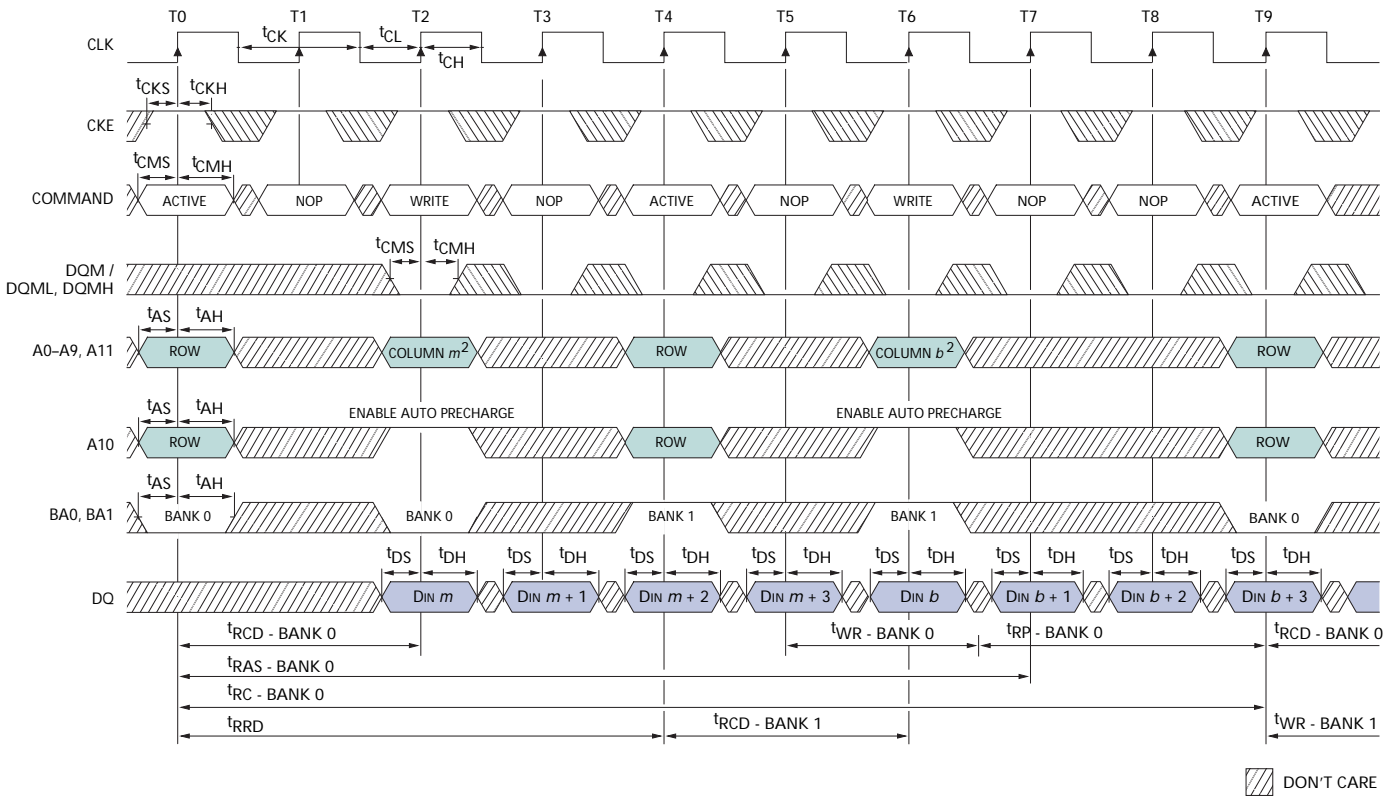 T0 T1 T2 T3 T4 T5 T6 T7 T8 T9
CLK tCK tCL
tCH
tCKS tCKH
CKE
tCMS tCMH
COMMAND ACTIVE NOP WRITE NOP ACTIVE NOP WRITE NOP NOP ACTIVE
tCMS tCMH
DQM /
DQML, DQMH
tAS tAH
A0–A9, A11 ROW COLUMN m2 ROW COLUMN b2 ROW
tAS tAH ENABLE AUTO PRECHARGE ENABLE AUTO PRECHARGE
A10 ROW ROW ROW
tAS tAH
BA0, BA1 BANK 0 BANK 0 BANK 1 BANK 1 BANK 0
tDS tDH tDS tDH tDS tDH tDS tDH tDS tDH tDS tDH tDS tDH tDS tDH
DQ DIN m DIN m + 1 DIN m + 2 DIN m + 3 DIN b DIN b + 1 DIN b + 2 DIN b + 3
tRCD - BANK 0 tWR - BANK 0 tRP - BANK 0 tRCD - BANK 0
tRAS - BANK 0
tRC - BANK 0
tRRD tRCD - BANK 1 tWR - BANK 1
DON'T CARE